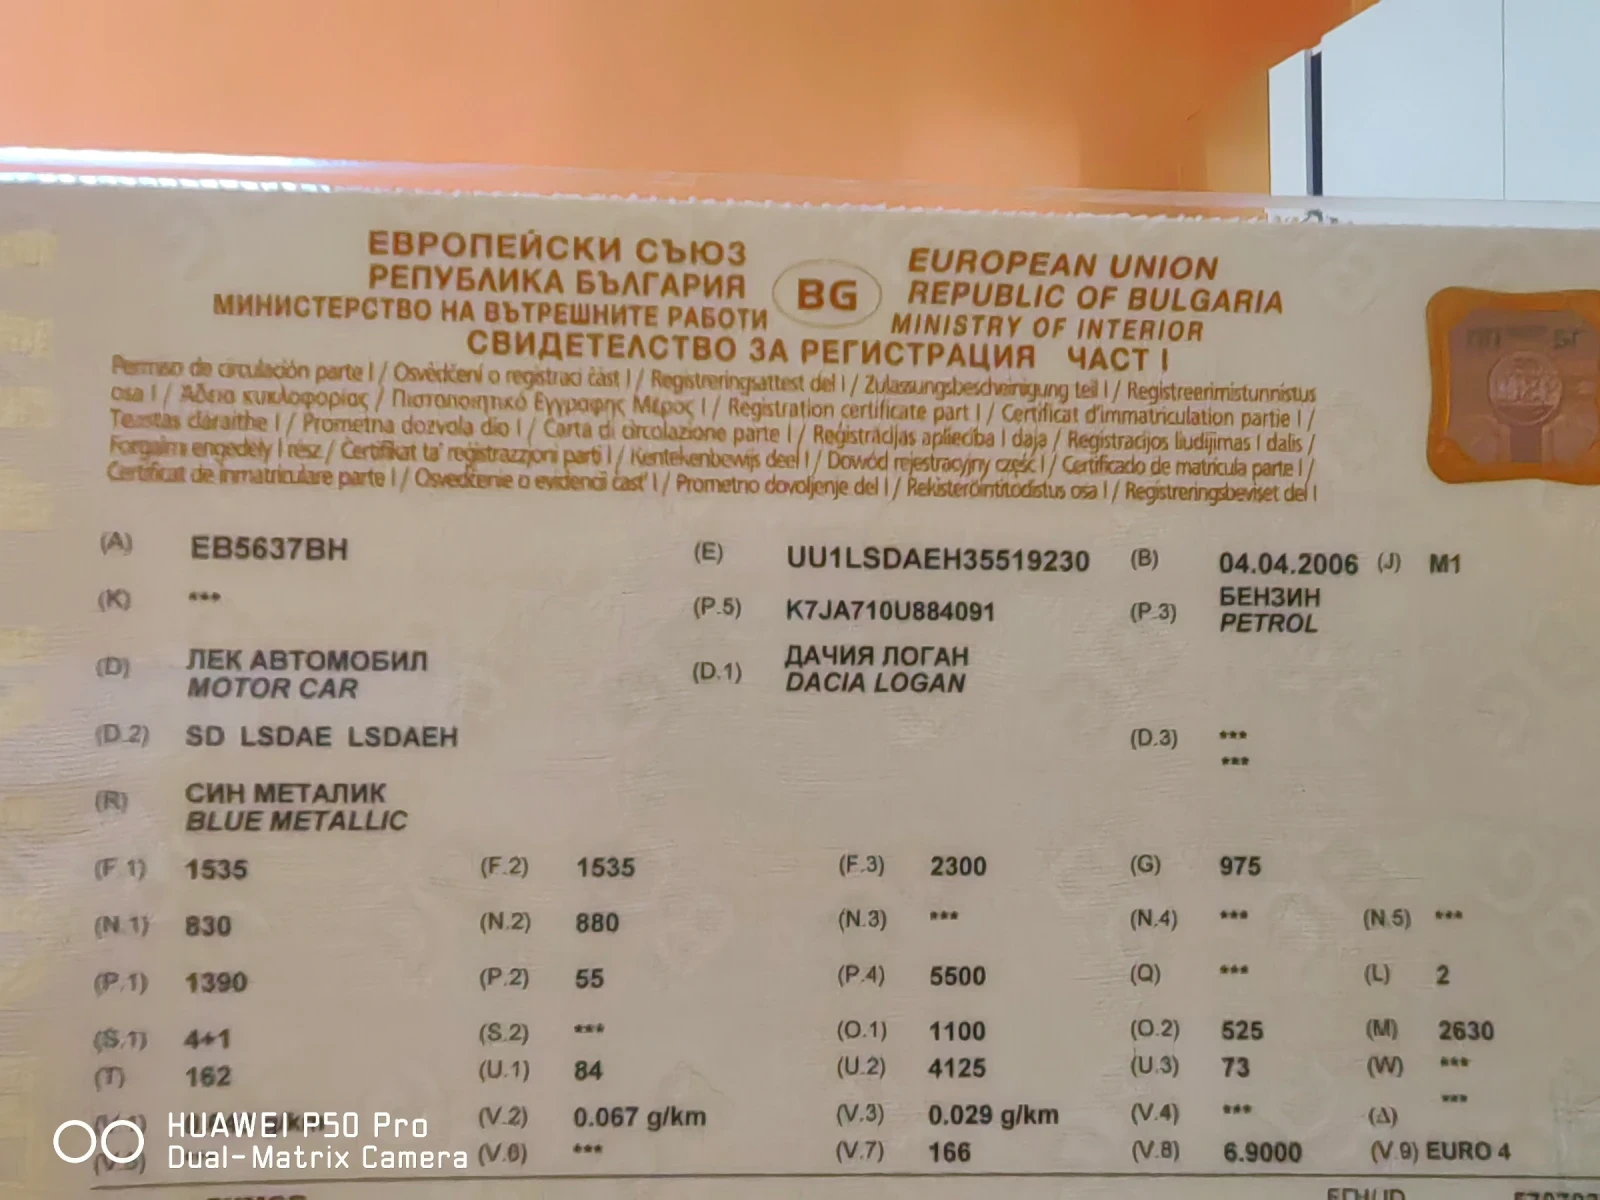 ЕВРОПЕЙСКИ СЪЮЗ
РЕПУБЛИКА БЪЛГАРИЯ
МИНИСТЕРСТВО НА ВЪТРЕШНИТЕ РАБОТИ
BG
EUROPEAN UNION
REPUBLIC OF BULGARIA
MINISTRY OF INTERIOR
СВИДЕТЕЛСТВО ЗА РЕГИСТРАЦИЯ ЧАСТ I
Permiso de circulación parte I / Osvědčení o registraci část I / Registreringsattest del I / Zulassungsbescheinigung teil I / Registreerimistunnistus
osa I / Άδεια κυκλοφορίας / Πιστοποιητικό Εγγραφής Μέρος I / Registration certificate part I / Certificat d'immatriculation partie I /
Teastas cláraithe I / Prometna dozvola dio I / Carta di circolazione parte I / Reģistrācijas apliecība I daļa / Registracijos liudijimas I dalis /
Forgalmi engedély I rész / Ċertifikat ta' reġistrazzjoni parti I / Kentekenbewijs deel I / Dowód rejestracyjny część I / Certificado de matrícula parte I /
Certificat de înmatriculare parte I / Osvedčenie o evidencii časť I / Prometno dovoljenje del I / Rekisteröintitodistus osa I / Registreringsbeviset del I
(A) EB5637BH (E) UU1LSDAEH35519230 (B) 04.04.2006 (J) M1
(K) *** (P.5) K7JA710U884091 (P.3) БЕНЗИН
PETROL
(D) ЛЕК АВТОМОБИЛ (D.1) ДАЧИЯ ЛОГАН
MOTOR CAR DACIA LOGAN
(D.2) SD LSDAE LSDAEH (D.3) ***
***
(R) СИН МЕТАЛИК
BLUE METALLIC
(F.1) 1535 (F.2) 1535 (F.3) 2300 (G) 975
(N.1) 830 (N.2) 880 (N.3) *** (N.4) *** (N.5) ***
(P.1) 1390 (P.2) 55 (P.4) 5500 (Q) *** (L) 2
(S.1) 4+1 (S.2) *** (O.1) 1100 (O.2) 525 (M) 2630
(T) 162 (U.1) 84 (U.2) 4125 (U.3) 73 (W) ***
(V.2) 0.067 g/km (V.3) 0.029 g/km (V.4) *** (Δ) ***
(V.6) *** (V.7) 166 (V.8) 6.9000 (V.9) EURO 4
HUAWEI P50 Pro
Dual-Matrix Camera